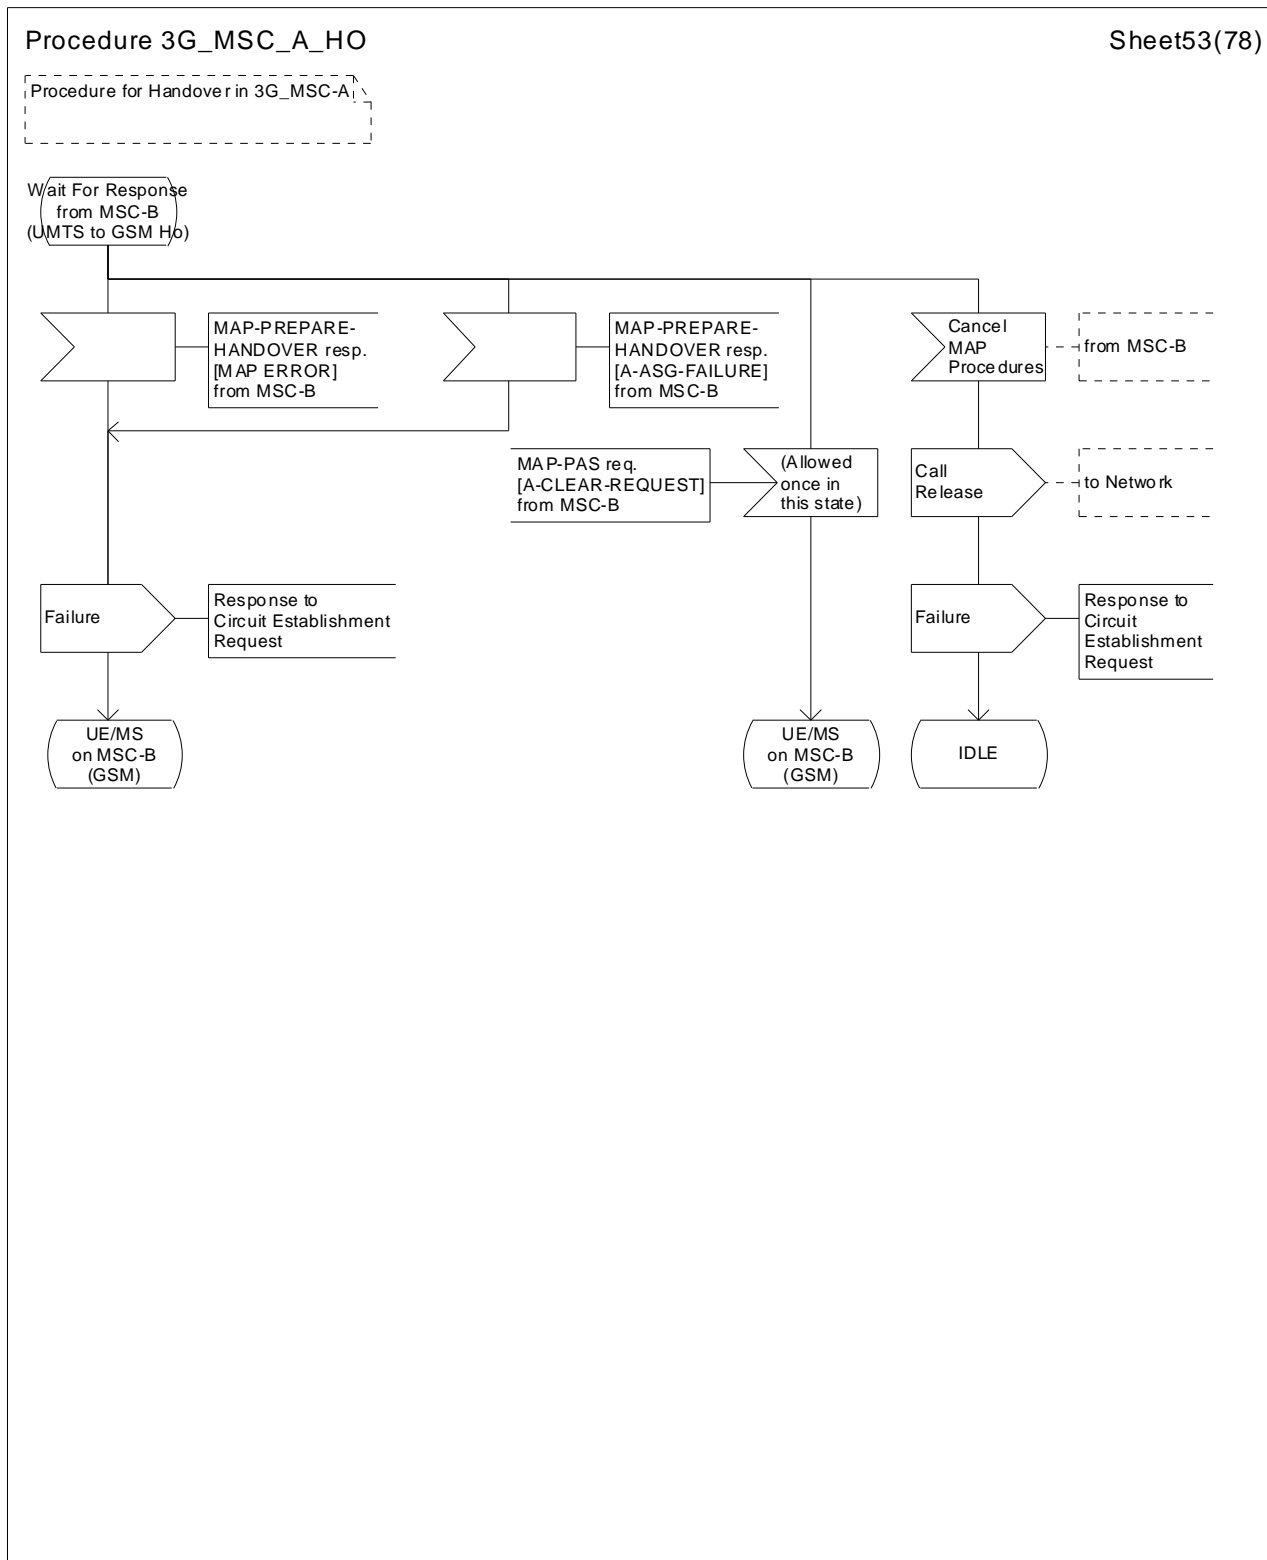 Procedure 3G_MSC_A_HO
Sheet53(78)
Procedure for Handover in 3G_MSC-A
Wait For Response
from MSC-B
(UMTS to GSM Ho)
MAP-PREPARE-
HANDOVER resp.
[MAP ERROR]
from MSC-B
MAP-PREPARE-
HANDOVER resp.
[A-ASG-FAILURE]
from MSC-B
Cancel
MAP
Procedures
from MSC-B
MAP-PAS req.
[A-CLEAR-REQUEST]
from MSC-B
(Allowed
once in
this state)
Call
Release
to Network
Failure
Response to
Circuit Establishment
Request
Failure
Response to
Circuit
Establishment
Request
UE/MS
on MSC-B
(GSM)
UE/MS
on MSC-B
(GSM)
IDLE